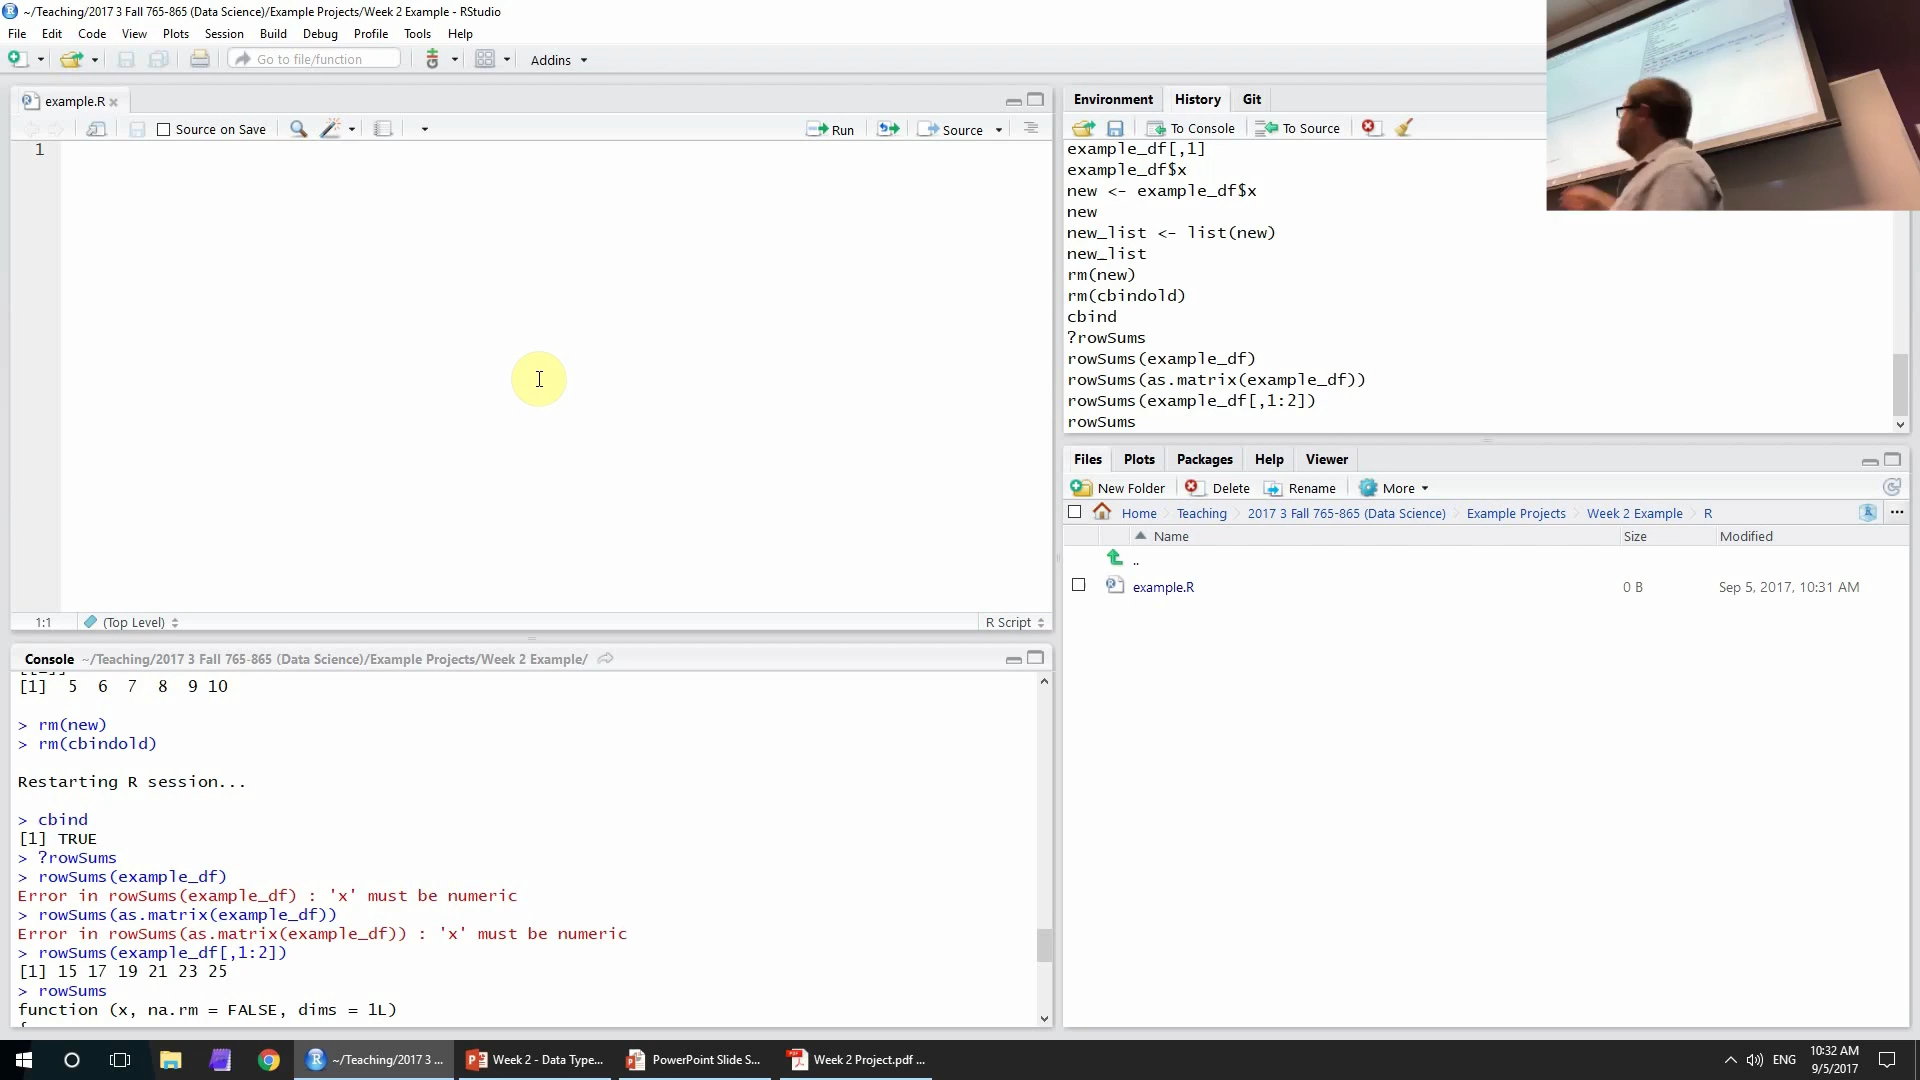 ~/Teaching/2017 3 Fall 765-865 (Data Science)/Example Projects/Week 2 Example - RStudio
File Edit Code View Plots Session Build Debug Profile Tools Help
Go to file/function Addins
example.R
Source on Save Run Source
1
1:1 (Top Level) R Script
Console ~/Teaching/2017 3 Fall 765-865 (Data Science)/Example Projects/Week 2 Example/
[1]  5  6  7  8  9 10
> rm(new)
> rm(cbindold)
Restarting R session...
> cbind
[1] TRUE
> ?rowSums
> rowSums(example_df)
Error in rowSums(example_df) : 'x' must be numeric
> rowSums(as.matrix(example_df))
Error in rowSums(as.matrix(example_df)) : 'x' must be numeric
> rowSums(example_df[,1:2])
[1] 15 17 19 21 23 25
> rowSums
function (x, na.rm = FALSE, dims = 1L)
Environment History Git
To Console To Source
example_df[,1]
example_df$x
new <- example_df$x
new
new_list <- list(new)
new_list
rm(new)
rm(cbindold)
cbind
?rowSums
rowSums(example_df)
rowSums(as.matrix(example_df))
rowSums(example_df[,1:2])
rowSums
Files Plots Packages Help Viewer
New Folder Delete Rename More
Home Teaching 2017 3 Fall 765-865 (Data Science) Example Projects Week 2 Example R
Name Size Modified
..
example.R 0 B Sep 5, 2017, 10:31 AM
~/Teaching/2017 3 ... Week 2 - Data Type... PowerPoint Slide S... Week 2 Project.pdf ... ENG 10:32 AM
9/5/2017